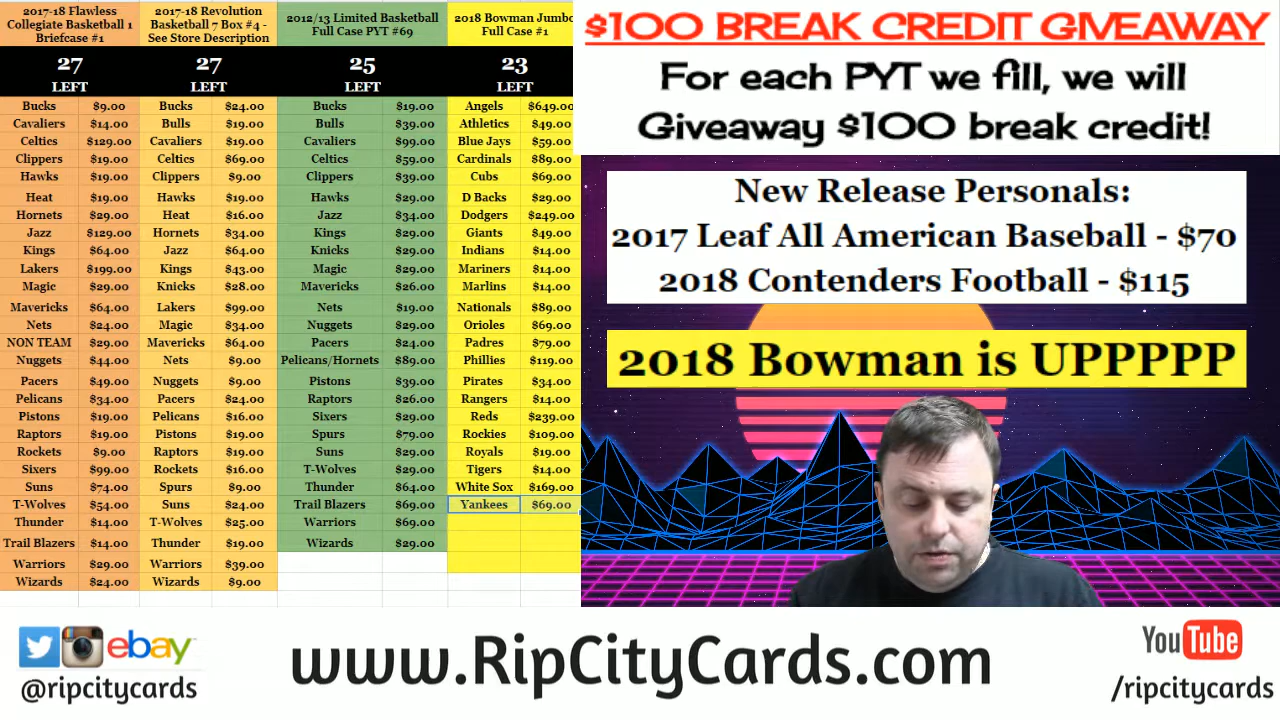 2017-18 Flawless
Collegiate Basketball 1
Briefcase #1
27
LEFT
Bucks $9.00
Cavaliers $14.00
Celtics $129.00
Clippers $19.00
Hawks $19.00
Heat $19.00
Hornets $29.00
Jazz $129.00
Kings $64.00
Lakers $199.00
Magic $29.00
Mavericks $64.00
Nets $24.00
NON TEAM $29.00
Nuggets $44.00
Pacers $49.00
Pelicans $34.00
Pistons $19.00
Raptors $19.00
Rockets $9.00
Sixers $99.00
Suns $74.00
T-Wolves $54.00
Thunder $14.00
Trail Blazers $14.00
Warriors $29.00
Wizards $24.00
2017-18 Revolution
Basketball 7 Box #4 -
See Store Description
27
LEFT
Bucks $24.00
Bulls $19.00
Cavaliers $19.00
Celtics $69.00
Clippers $9.00
Hawks $19.00
Heat $16.00
Hornets $34.00
Jazz $64.00
Kings $43.00
Knicks $28.00
Lakers $99.00
Magic $34.00
Mavericks $64.00
Nets $9.00
Nuggets $9.00
Pacers $24.00
Pelicans $16.00
Pistons $19.00
Raptors $19.00
Rockets $16.00
Spurs $9.00
Suns $24.00
T-Wolves $25.00
Thunder $19.00
Warriors $39.00
Wizards $9.00
2012/13 Limited Basketball
Full Case PYT #69
25
LEFT
Bucks $19.00
Bulls $39.00
Cavaliers $99.00
Celtics $59.00
Clippers $39.00
Hawks $29.00
Jazz $34.00
Kings $29.00
Knicks $29.00
Magic $29.00
Mavericks $26.00
Nets $19.00
Nuggets $29.00
Pacers $24.00
Pelicans/Hornets $89.00
Pistons $39.00
Raptors $26.00
Sixers $29.00
Spurs $79.00
T-Wolves $29.00
Thunder $64.00
Trail Blazers $69.00
Warriors $69.00
Wizards $29.00
2018 Bowman Jumbo
Full Case #1
23
LEFT
Angels $649.00
Athletics $49.00
Blue Jays $59.00
Cardinals $89.00
Cubs $69.00
D Backs $29.00
Dodgers $249.00
Giants $49.00
Indians $14.00
Mariners $14.00
Marlins $14.00
Nationals $89.00
Orioles $69.00
Padres $79.00
Phillies $119.00
Pirates $34.00
Rangers $14.00
Reds $239.00
Rockies $109.00
Royals $19.00
Tigers $14.00
White Sox $169.00
Yankees $69.00
$100 BREAK CREDIT GIVEAWAY
For each PYT we fill, we will
Giveaway $100 break credit!
New Release Personals:
2017 Leaf All American Baseball - $70
2018 Contenders Football - $115
2018 Bowman is UPPPPP
ebay
@ripcitycards
www.RipCityCards.com
YouTube
/ripcitycards